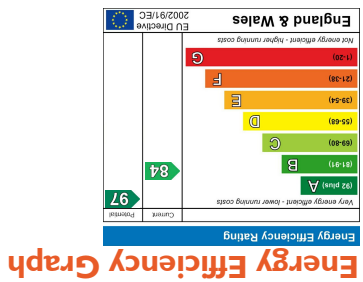 Energy Efficiency Graph
Energy Efficiency Rating
Current Potential
Very energy efficient - lower running costs
(92 plus) A
(81-91) B
84
97
(69-80) C
(55-68) D
(39-54) E
(21-38) F
(1-20) G
Not energy efficient - higher running costs
England & Wales
EU Directive
2002/91/EC